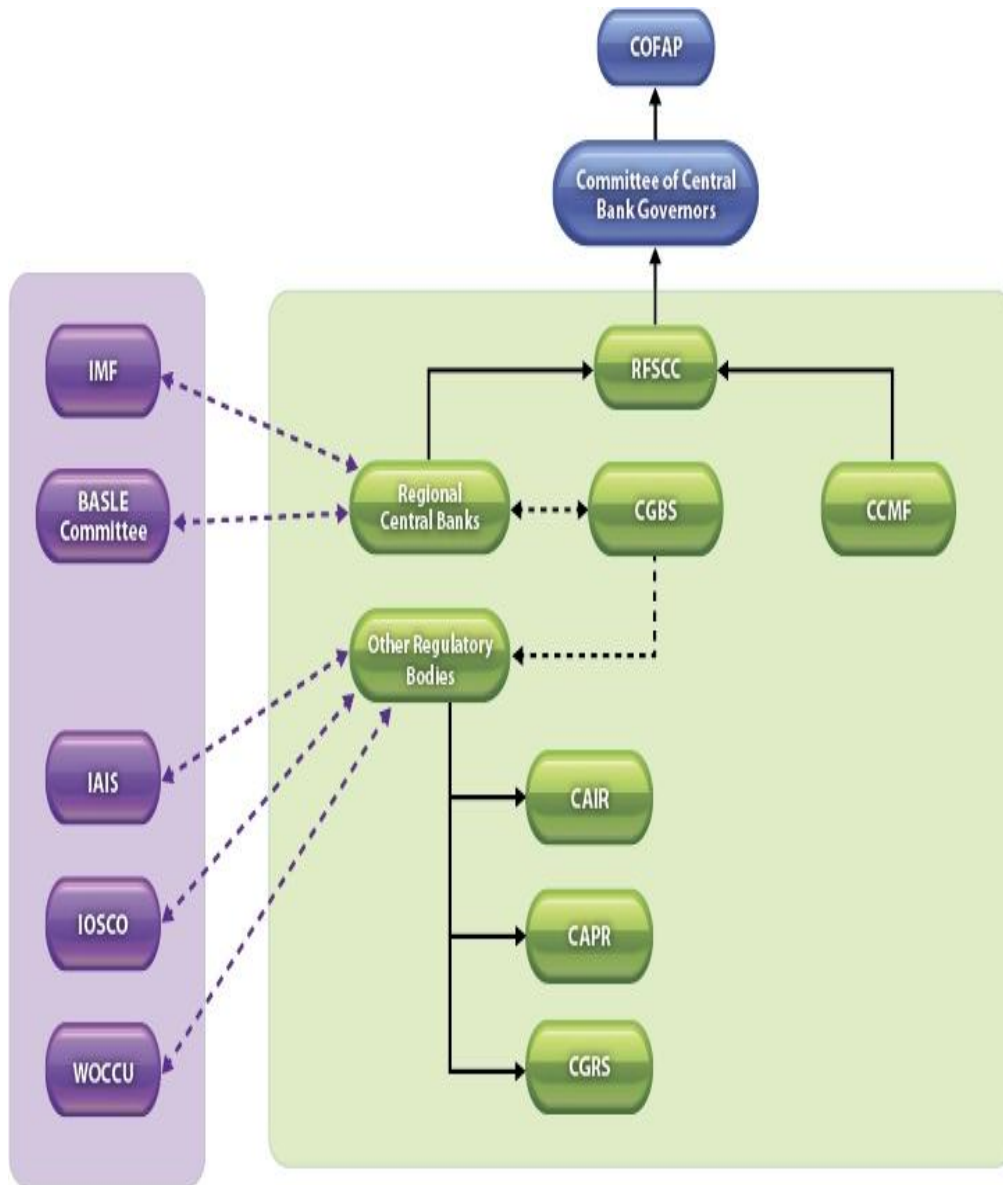 COFAP
Committee of Central
Bank Governors
IMF
RFSCC
BASLE
Committee
Regional
Central Banks
CGBS
CCMF
Other Regulatory
Bodies
IAIS
CAIR
IOSCO
CAPR
WOCCU
CGRS